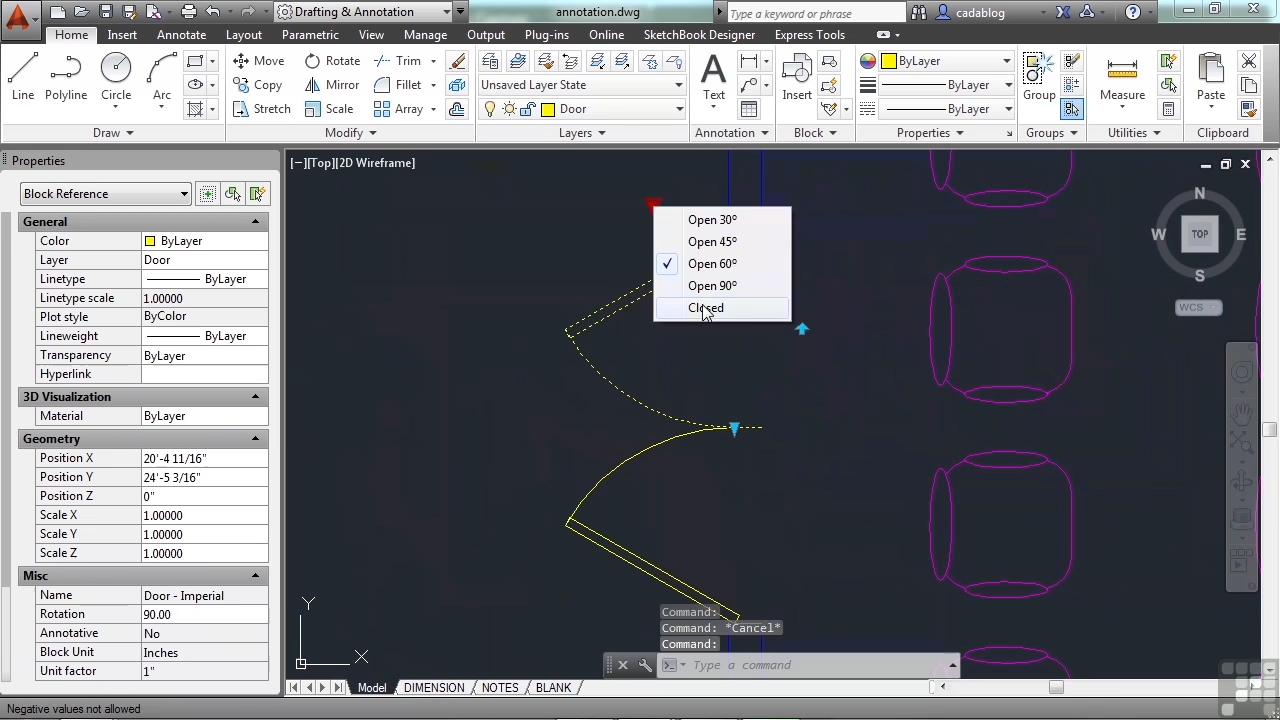 Drafting & Annotation
annotation.dwg
Type a keyword or phrase
cadablog
Home Insert Annotate Layout Parametric View Manage Output Plug-ins Online SketchBook Designer Express Tools
Line Polyline Circle Arc
Move Rotate Trim
Copy Mirror Fillet
Stretch Scale Array
Unsaved Layer State
Door
Text
Insert
ByLayer
ByLayer
ByLayer
Group
Measure
Paste
Draw Modify Layers Annotation Block Properties Groups Utilities Clipboard
Properties
Block Reference
General
Color ByLayer
Layer Door
Linetype ByLayer
Linetype scale 1.00000
Plot style ByColor
Lineweight ByLayer
Transparency ByLayer
Hyperlink
3D Visualization
Material ByLayer
Geometry
Position X 20'-4 11/16"
Position Y 24'-5 3/16"
Position Z 0"
Scale X 1.00000
Scale Y 1.00000
Scale Z 1.00000
Misc
Name Door - Imperial
Rotation 90.00
Annotative No
Block Unit Inches
Unit factor 1"
[−][Top][2D Wireframe]
Open 30º
Open 45º
Open 60º
Open 90º
Closed
N
W TOP E
S
WCS
Y
X
Command:
Command: *Cancel*
Command:
Type a command
Model DIMENSION NOTES BLANK
Negative values not allowed